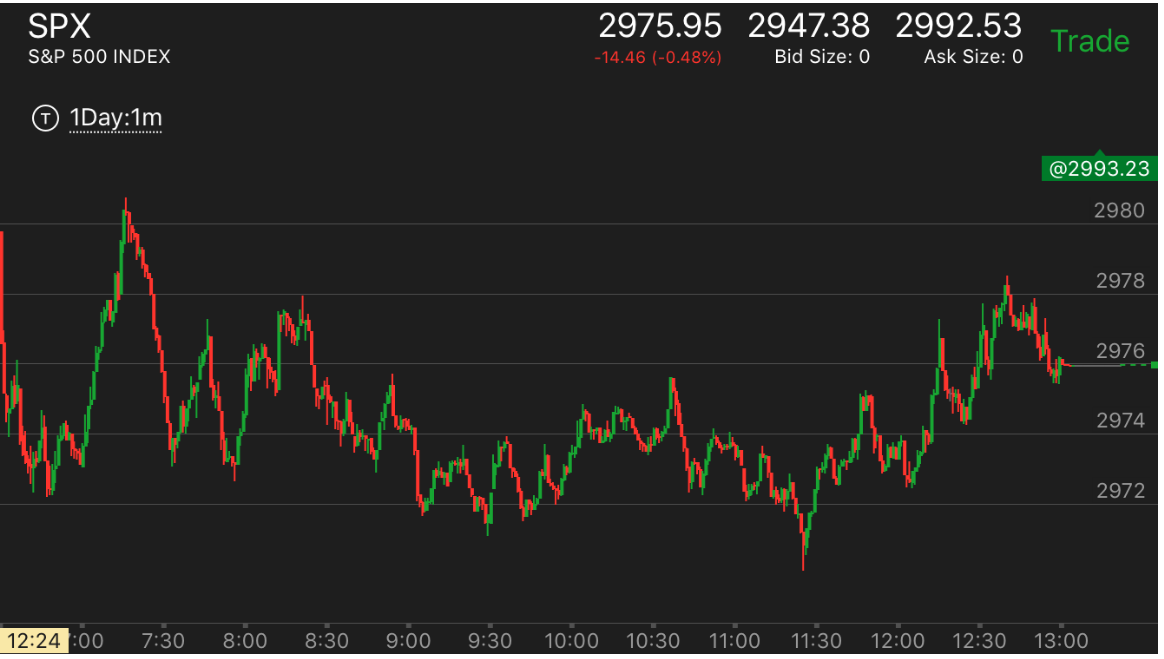 SPX 2975.95 2947.38 2992.53 Trade
S&P 500 INDEX -14.46 (-0.48%) Bid Size: 0 Ask Size: 0
T 1Day:1m
@2993.23
2980
2978
2976
2974
2972
12:24 :00 7:30 8:00 8:30 9:00 9:30 10:00 10:30 11:00 11:30 12:00 12:30 13:00